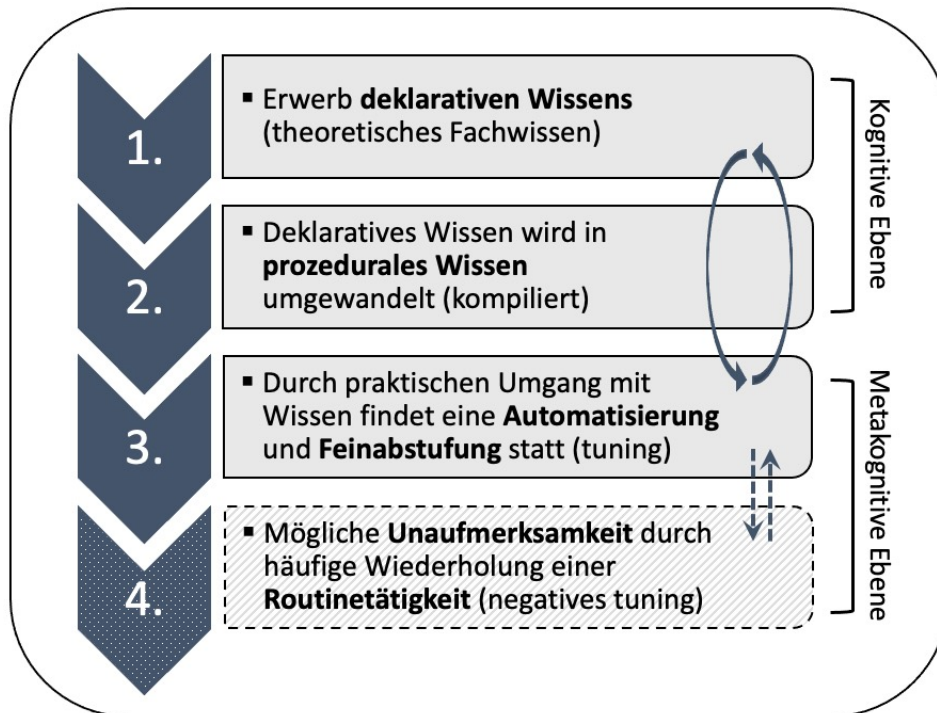 1.
▪ Erwerb deklarativen Wissens
(theoretisches Fachwissen)
2.
▪ Deklaratives Wissen wird in
prozedurales Wissen
umgewandelt (kompiliert)
Kognitive Ebene
3.
▪ Durch praktischen Umgang mit
Wissen findet eine Automatisierung
und Feinabstufung statt (tuning)
4.
▪ Mögliche Unaufmerksamkeit durch
häufige Wiederholung einer
Routinetätigkeit (negatives tuning)
Metakognitive Ebene